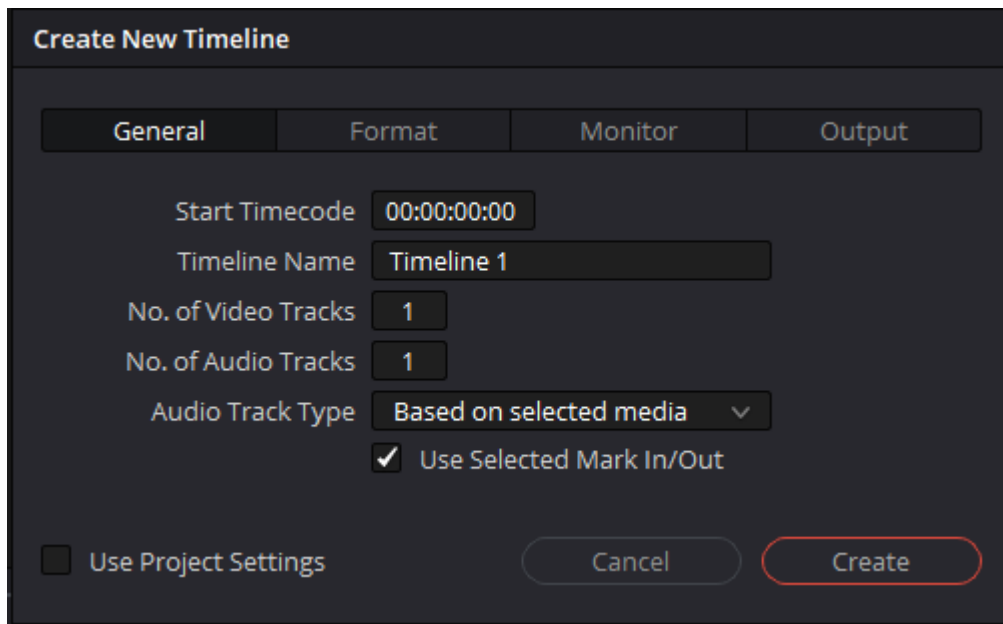 Create New Timeline
General Format Monitor Output
Start Timecode 00:00:00:00
Timeline Name Timeline 1
No. of Video Tracks 1
No. of Audio Tracks 1
Audio Track Type Based on selected media
Use Selected Mark In/Out
Use Project Settings Cancel Create